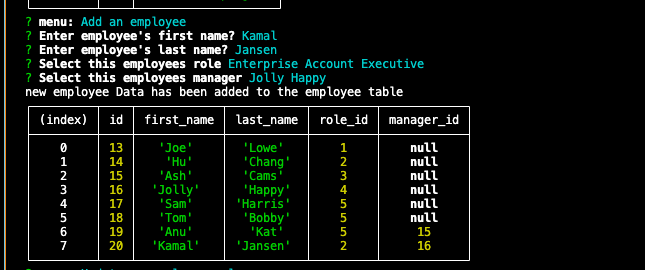 ? menu: Add an employee
? Enter employee's first name? Kamal
? Enter employee's last name? Jansen
? Select this employees role Enterprise Account Executive
? Select this employees manager Jolly Happy
new employee Data has been added to the employee table
(index) id first_name last_name role_id manager_id
0 13 'Joe' 'Lowe' 1 null
1 14 'Hu' 'Chang' 2 null
2 15 'Ash' 'Cams' 3 null
3 16 'Jolly' 'Happy' 4 null
4 17 'Sam' 'Harris' 5 null
5 18 'Tom' 'Bobby' 5 null
6 19 'Anu' 'Kat' 5 15
7 20 'Kamal' 'Jansen' 2 16